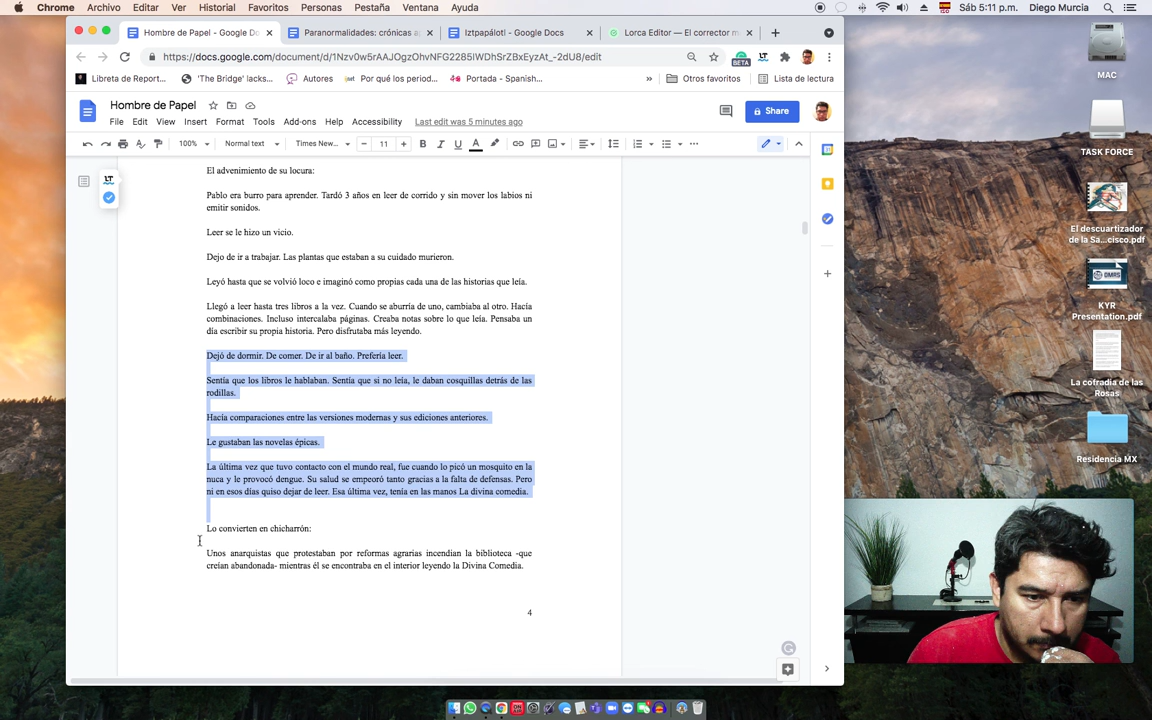 Chrome Archivo Editar Ver Historial Favoritos Personas Pestaña Ventana Ayuda
ISO Sáb 5:11 p.m. Diego Murcia
Hombre de Papel - Google Do
Paranormalidades: crónicas a
Iztpapálotl - Google Docs
Lorca Editor — El corrector m
https://docs.google.com/document/d/1Nzv0w5rAAJOgzOhvNFG2285IWDhSrZBxEyzAt_-2dU8/edit
BETA
Libreta de Report...
'The Bridge' lacks...
Autores
Por qué los period...
Portada - Spanish...
»
Otros favoritos
Lista de lectura
Hombre de Papel
Share
File Edit View Insert Format Tools Add-ons Help Accessibility Last edit was 5 minutes ago
100% Normal text Times New... 11 B I U A
LT
El advenimiento de su locura:
Pablo era burro para aprender. Tardó 3 años en leer de corrido y sin mover los labios ni
emitir sonidos.
Leer se le hizo un vicio.
Dejo de ir a trabajar. Las plantas que estaban a su cuidado murieron.
Leyó hasta que se volvió loco e imaginó como propias cada una de las historias que leía.
Llegó a leer hasta tres libros a la vez. Cuando se aburría de uno, cambiaba al otro. Hacía
combinaciones. Incluso intercalaba páginas. Creaba notas sobre lo que leía. Pensaba un
día escribir su propia historia. Pero disfrutaba más leyendo.
Dejó de dormir. De comer. De ir al baño. Prefería leer.
Sentía que los libros le hablaban. Sentía que si no leía, le daban cosquillas detrás de las
rodillas.
Hacía comparaciones entre las versiones modernas y sus ediciones anteriores.
Le gustaban las novelas épicas.
La última vez que tuvo contacto con el mundo real, fue cuando lo picó un mosquito en la
nuca y le provocó dengue. Su salud se empeoró tanto gracias a la falta de defensas. Pero
ni en esos días quiso dejar de leer. Esa última vez, tenía en las manos La divina comedia.
Lo convierten en chicharrón:
Unos anarquistas que protestaban por reformas agrarias incendian la biblioteca -que
creían abandonada- mientras él se encontraba en el interior leyendo la Divina Comedia.
4
MAC
TASK FORCE
El descuartizador
de la Sa...cisco.pdf
KYR
Presentation.pdf
La cofradia de las
Rosas
Residencia MX